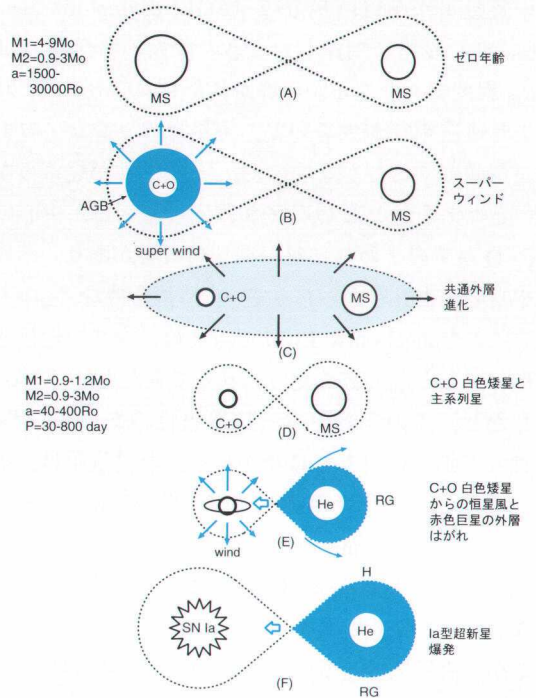 M1=4-9Mo
M2=0.9-3Mo
a=1500-
30000Ro
MS
MS
(A)
ゼロ年齢
C+O
AGB
MS
(B)
super wind
スーパー
ウィンド
C+O
MS
(C)
共通外層
進化
M1=0.9-1.2Mo
M2=0.9-3Mo
a=40-400Ro
P=30-800 day
C+O
MS
(D)
C+O 白色矮星と
主系列星
He
RG
wind
(E)
C+O 白色矮星
からの恒星風と
赤色巨星の外層
はがれ
H
SN Ia
He
RG
(F)
Ia型超新星
爆発